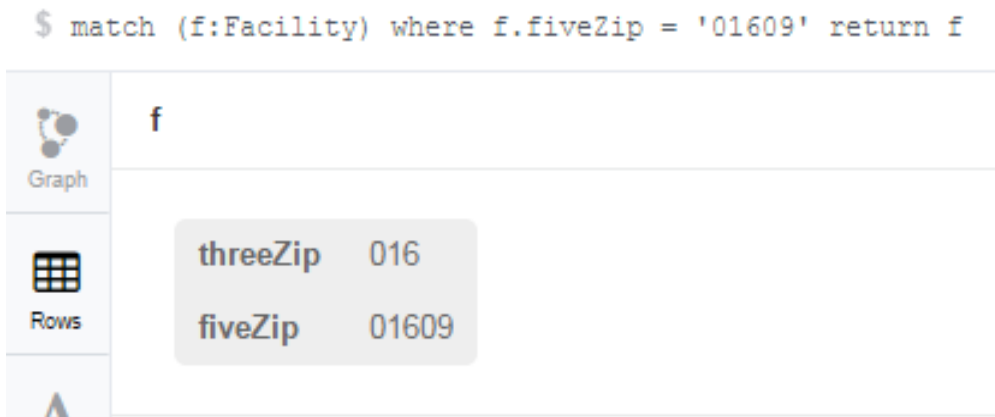 $ match (f:Facility) where f.fiveZip = '01609' return f
f
Graph
threeZip 016
Rows
fiveZip 01609
A